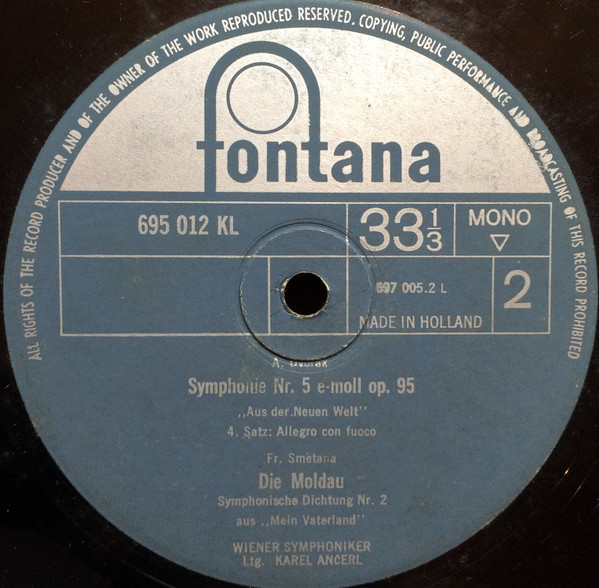 ALL RIGHTS OF THE RECORD PRODUCER AND OF THE OWNER OF THE WORK REPRODUCED RESERVED. COPYING, PUBLIC PERFORMANCE AND BROADCASTING OF THIS RECORD PROHIBITED
fontana
695 012 KL
33 1/3
MONO
697 005.2 L
2
MADE IN HOLLAND
A. Dvorak
Symphonie Nr. 5 e-moll op. 95
,,Aus der Neuen Welt''
4. Satz: Allegro con fuoco
Fr. Smetana
Die Moldau
Symphonische Dichtung Nr. 2
aus ,,Mein Vaterland''
WIENER SYMPHONIKER
Ltg. KAREL ANCERL